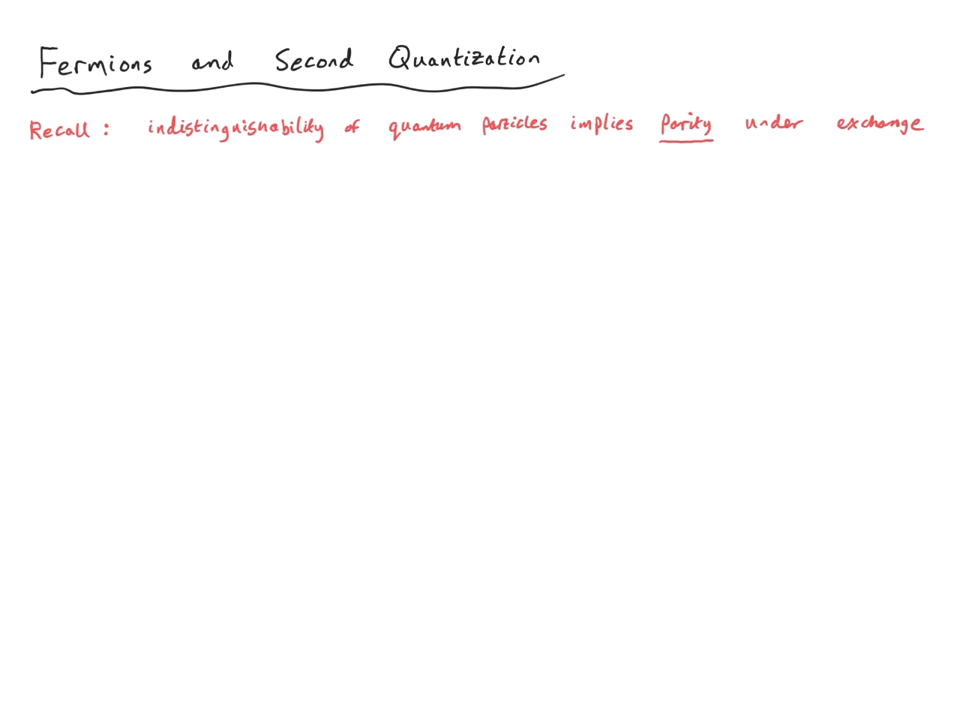 Fermions and Second Quantization
Recall : indistinguishability of quantum particles implies Parity under exchange